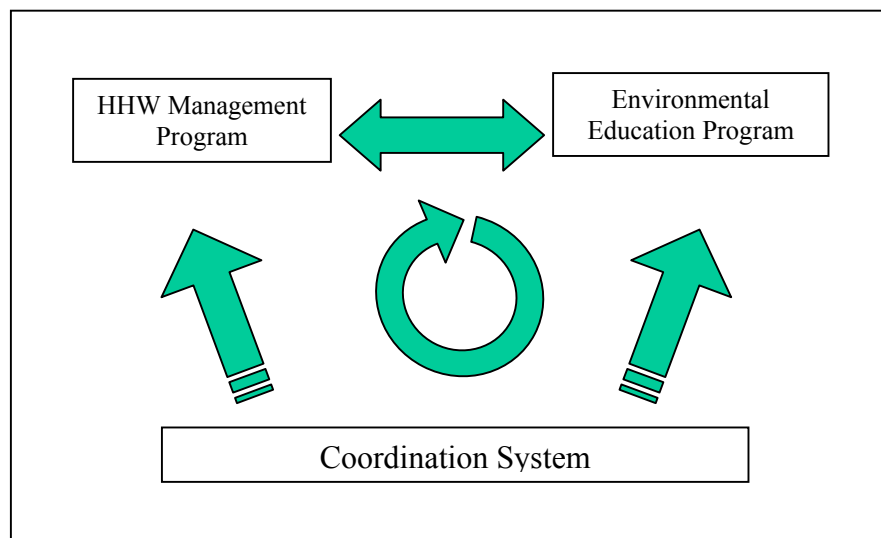 HHW Management
Program
Environmental
Education Program
Coordination System